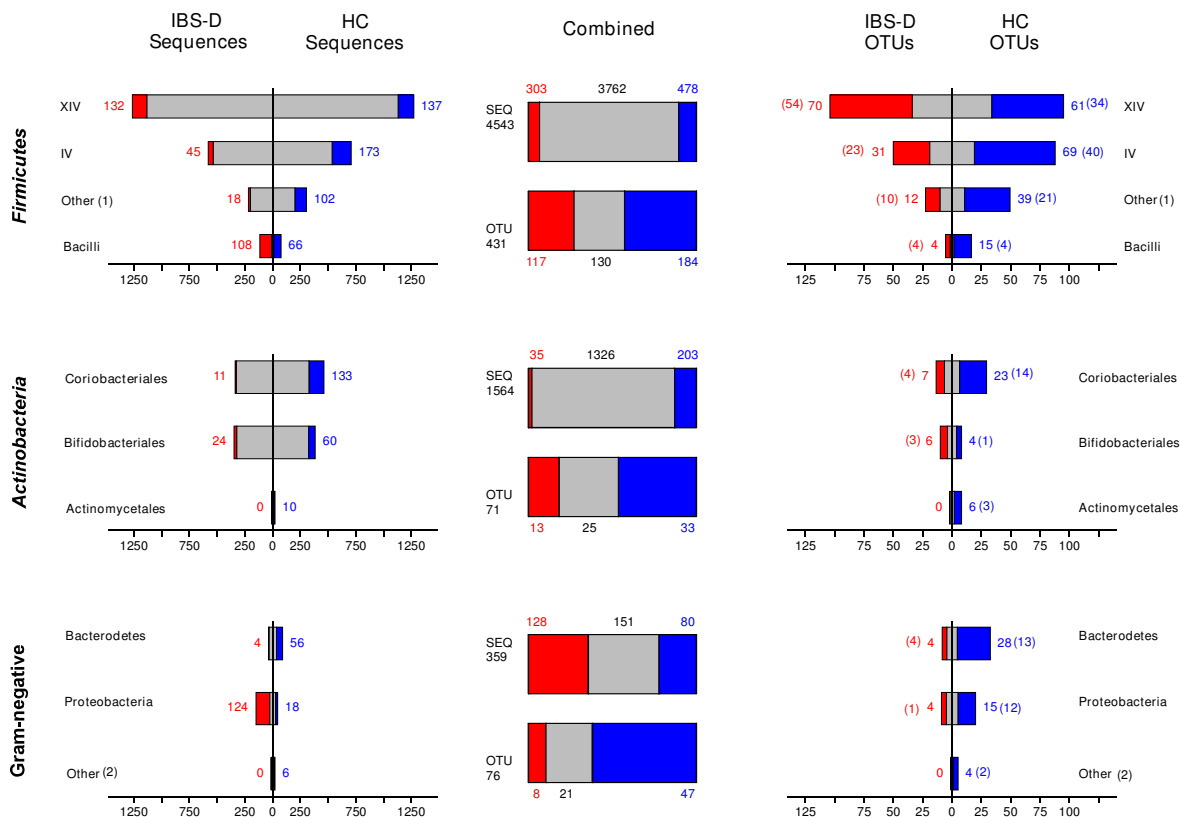 IBS-D HC
Sequences Sequences
Combined
IBS-D HC
OTUs OTUs
Firmicutes
XIV 132 137
IV 45 173
Other (1) 18 102
Bacilli 108 66
1250 750 250 0 250 750 1250
303 3762 478
SEQ
4543
OTU
431
117 130 184
(54) 70 61 (34) XIV
(23) 31 69 (40) IV
(10) 12 39 (21) Other (1)
(4) 4 15 (4) Bacilli
125 75 50 25 0 25 50 75 100
Actinobacteria
Coriobacteriales 11 133
Bifidobacteriales 24 60
Actinomycetales 0 10
1250 750 250 0 250 750 1250
35 1326 203
SEQ
1564
OTU
71
13 25 33
(4) 7 23 (14) Coriobacteriales
(3) 6 4 (1) Bifidobacteriales
0 6 (3) Actinomycetales
125 75 50 25 0 25 50 75 100
Gram-negative
Bacterodetes 4 56
Proteobacteria 124 18
Other (2) 0 6
1250 750 250 0 250 750 1250
128 151 80
SEQ
359
OTU
76
8 21 47
(4) 4 28 (13) Bacterodetes
(1) 4 15 (12) Proteobacteria
0 4 (2) Other (2)
125 75 50 25 0 25 50 75 100